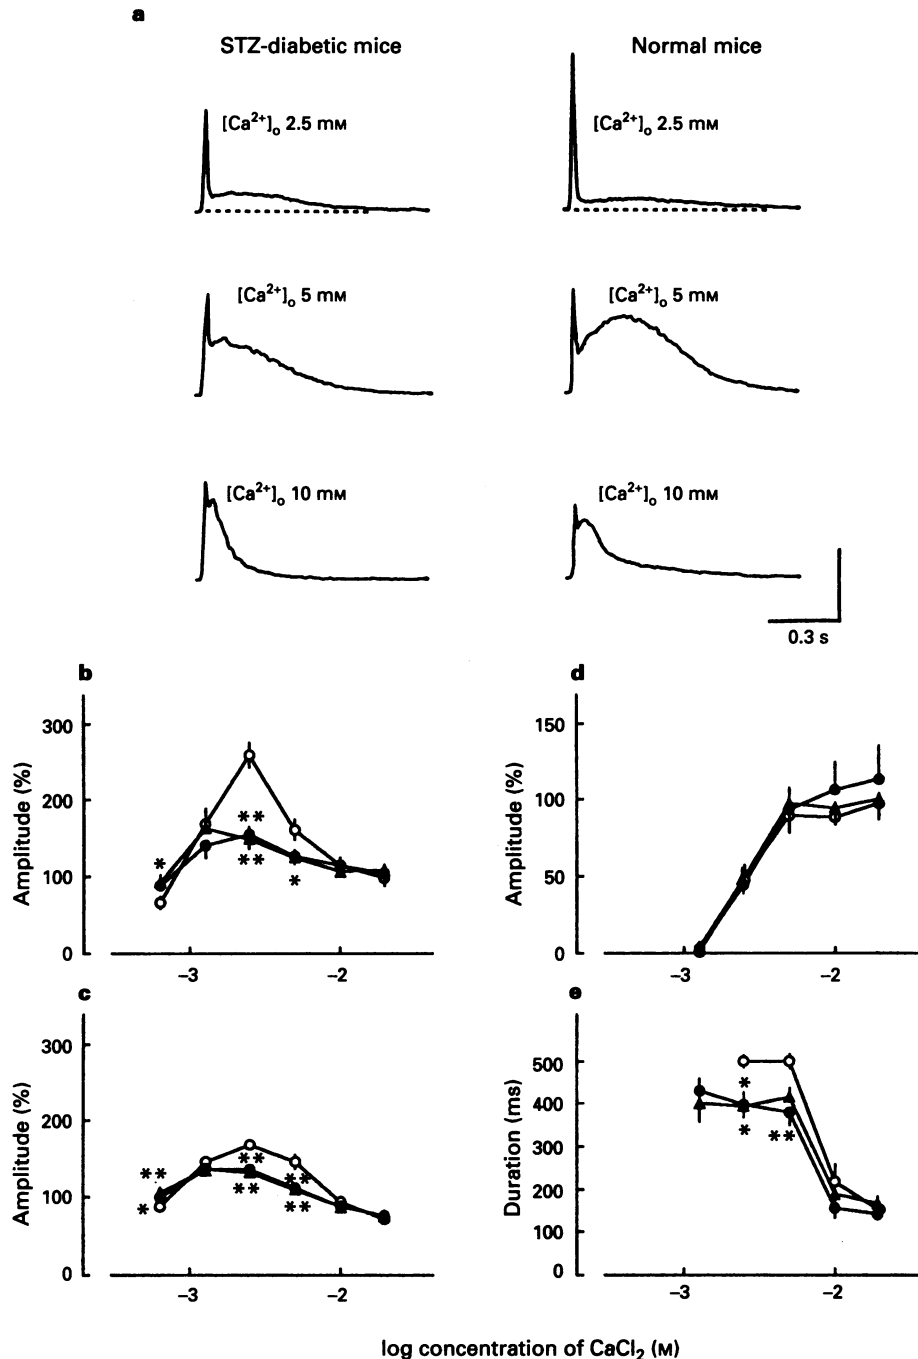 a
STZ-diabetic mice
Normal mice
[Ca²⁺]ₒ 2.5 mM
[Ca²⁺]ₒ 2.5 mM
[Ca²⁺]ₒ 5 mM
[Ca²⁺]ₒ 5 mM
[Ca²⁺]ₒ 10 mM
[Ca²⁺]ₒ 10 mM
0.3 s
b
Amplitude (%)
300
200
100
0
-3
-2
*
**
**
*
d
Amplitude (%)
150
100
50
0
-3
-2
c
Amplitude (%)
300
200
100
0
-3
-2
**
*
**
**
**
**
e
Duration (ms)
500
400
300
200
100
0
-3
-2
*
*
**
log concentration of CaCl₂ (M)